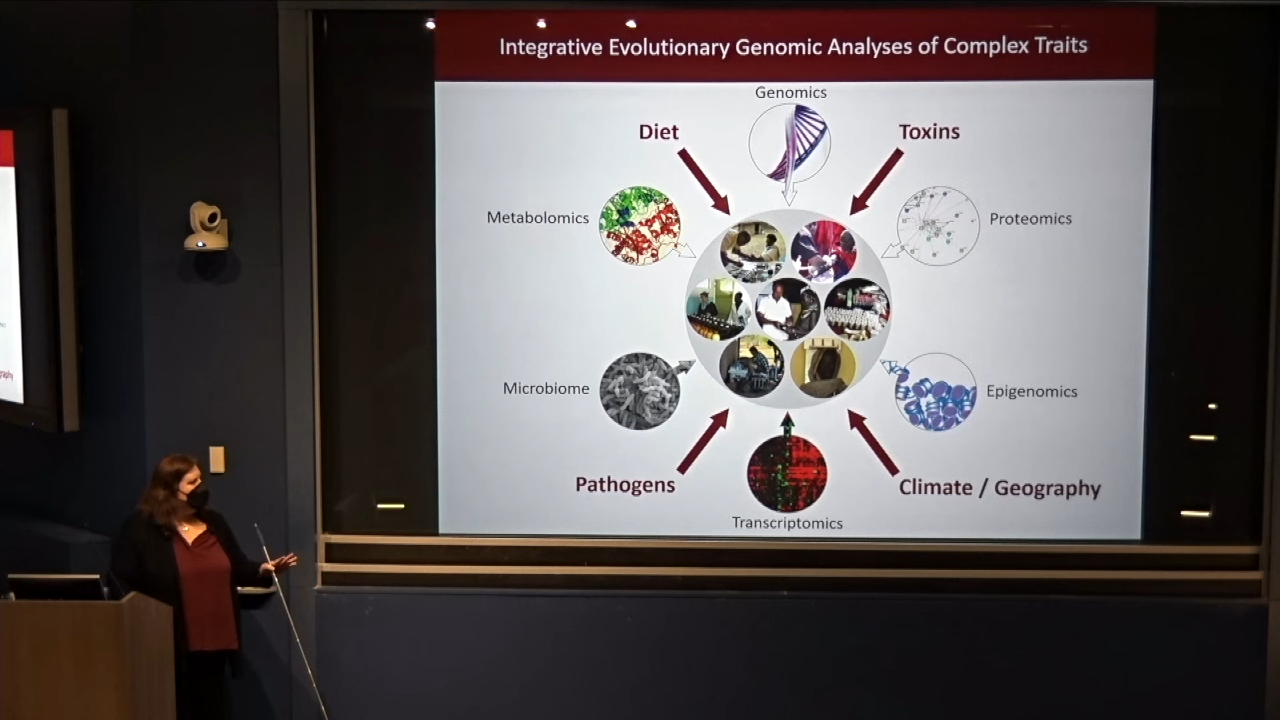 Integrative Evolutionary Genomic Analyses of Complex Traits
Genomics
Diet
Toxins
Metabolomics
Proteomics
Microbiome
Epigenomics
Pathogens
Climate / Geography
Transcriptomics